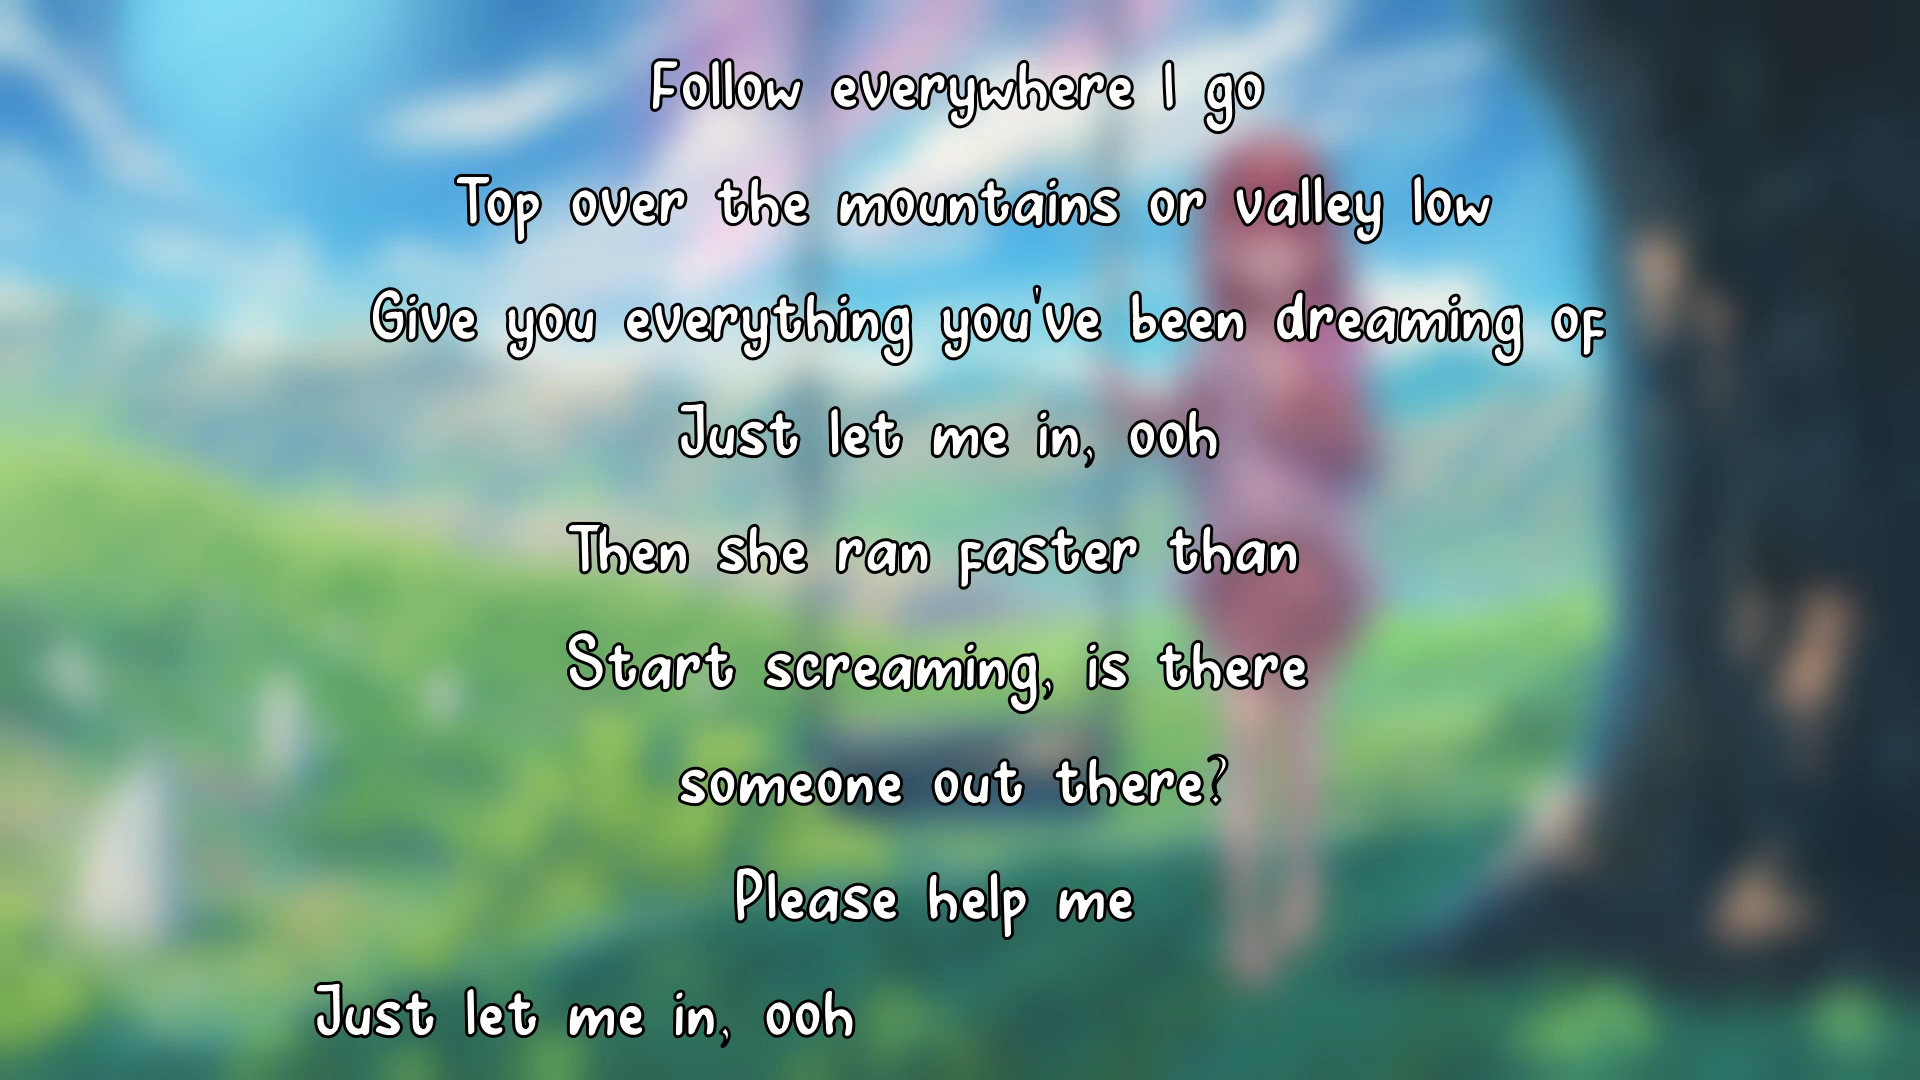 Follow everywhere I go
Top over the mountains or valley low
Give you everything you've been dreaming of
Just let me in, ooh
Then she ran faster than
Start screaming, is there
someone out there?
Please help me
Just let me in, ooh